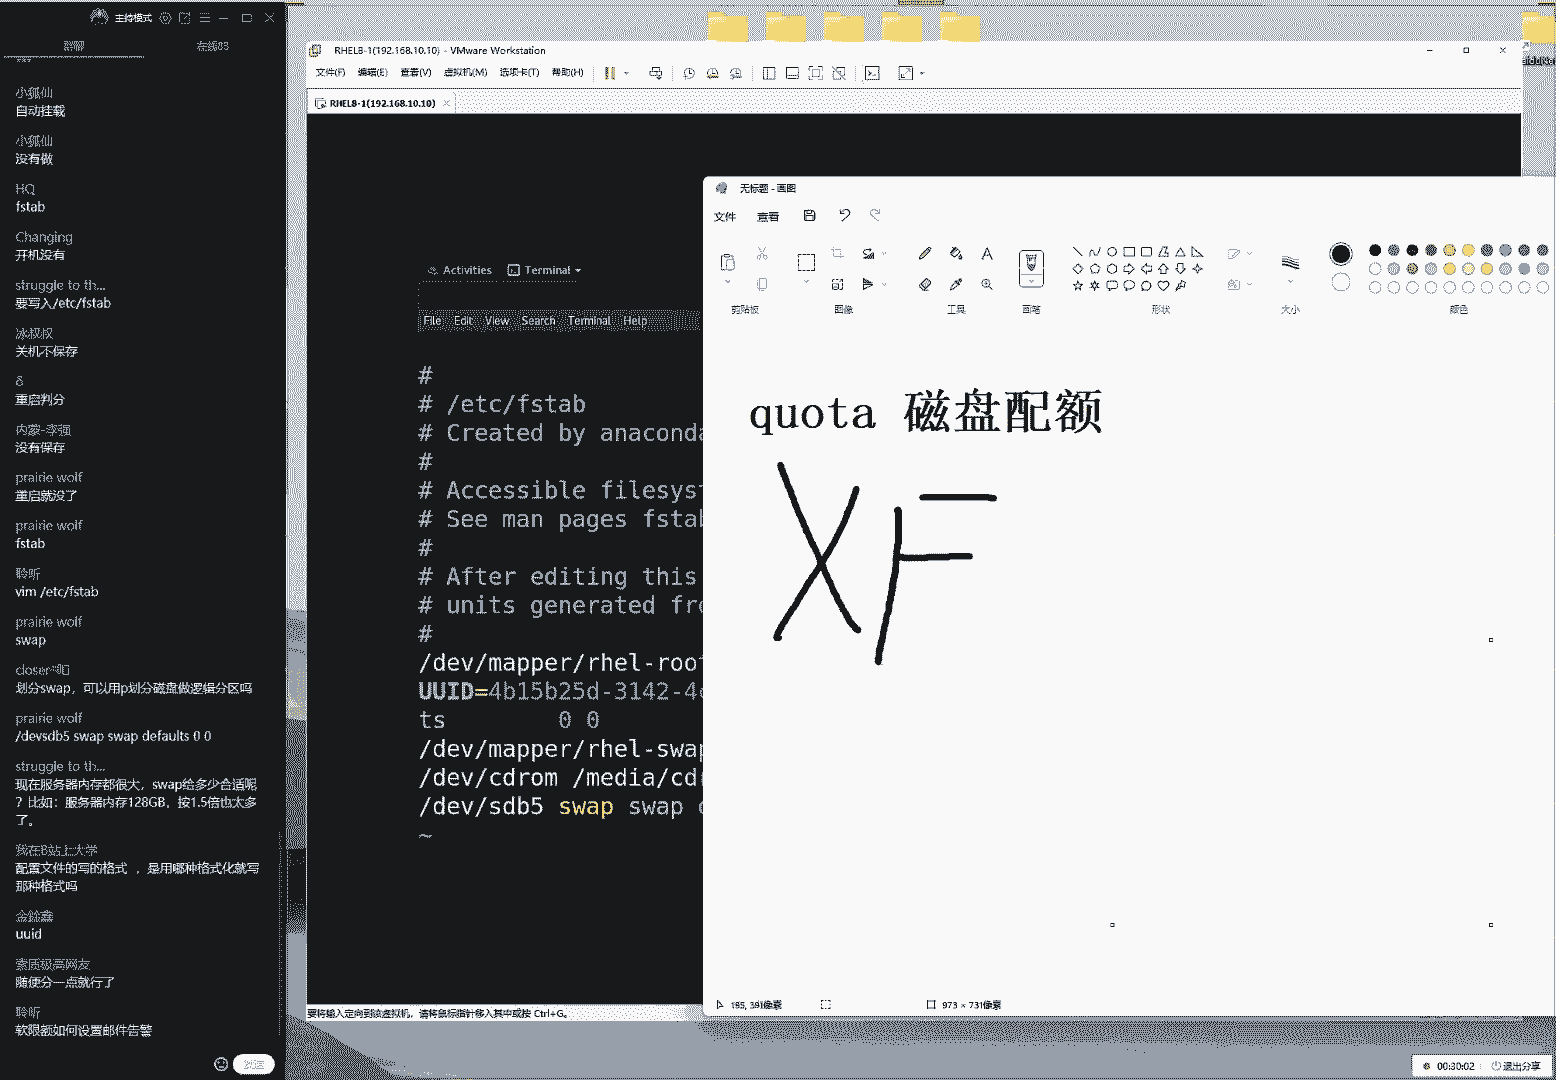 主持模式
群聊
在线83
小狐仙
自动挂载
小狐仙
没有做
HQ
fstab
Changing
开机没有
struggle to th...
要写入/etc/fstab
冰叔叔
关机不保存
δ
重启判分
内蒙-李强
没有保存
prairie wolf
重启就没了
prairie wolf
fstab
聆听
vim /etc/fstab
prairie wolf
swap
划分swap，可以用p划分磁盘做逻辑分区吗
prairie wolf
/devsdb5 swap swap defaults 0 0
struggle to th...
现在服务器内存都很大，swap给多少合适呢
？比如：服务器内存128GB，按1.5倍也太多
了。
我在B站上大学
配置文件的写的格式 ，是用哪种格式化就写
那种格式吗
uuid
素质极高网友
随便分一点就行了
聆听
软限额如何设置邮件告警
发送
RHEL8-1(192.168.10.10) - VMware Workstation
文件(F) 编辑(E) 查看(V) 虚拟机(M) 选项卡(T) 帮助(H)
RHEL8-1(192.168.10.10)
Activities Terminal
File Edit View Search Terminal Help
#
# /etc/fstab
# Created by anaconda
#
# Accessible filesyst
# See man pages fstab
#
# After editing this
# units generated fro
#
/dev/mapper/rhel-root
UUID=4b15b25d-3142-4
ts 0 0
/dev/mapper/rhel-swap
/dev/cdrom /media/cd
/dev/sdb5 swap swap
~
要将输入定向到该虚拟机，请将鼠标指针移入其中或按 Ctrl+G。
无标题 - 画图
文件 查看
剪贴板 图像 工具 画笔 形状 大小 颜色
quota 磁盘配额
XF
195, 391像素
973 × 731像素
00:30:02 退出分享